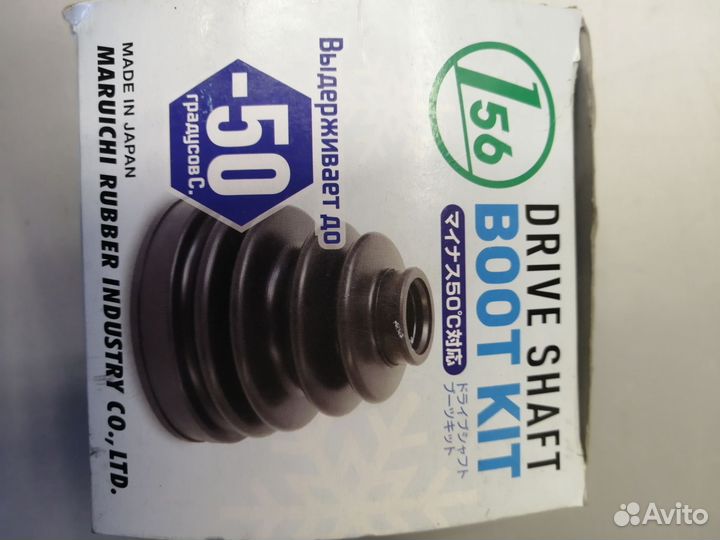 156
DRIVE SHAFT
BOOT KIT
マイナス50℃対応
ドライブシャフト
ブーツキット
Выдерживает до
-50
градусов С.
MADE IN JAPAN
MARUICHI RUBBER INDUSTRY CO., LTD.
Avito